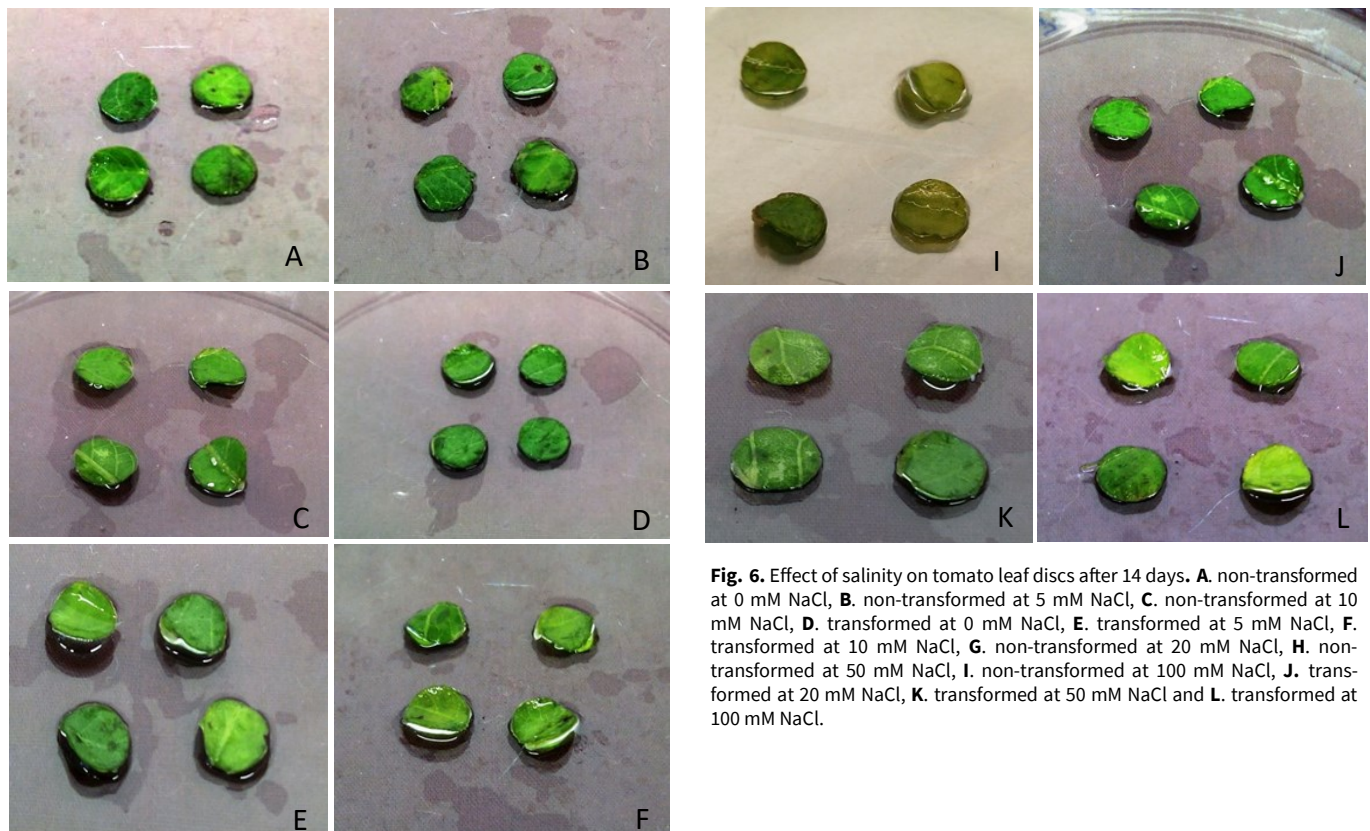 A
B
I
J
C
D
K
L
E
F
Fig. 6. Effect of salinity on tomato leaf discs after 14 days. A. non-transformed
at 0 mM NaCl, B. non-transformed at 5 mM NaCl, C. non-transformed at 10
mM NaCl, D. transformed at 0 mM NaCl, E. transformed at 5 mM NaCl, F.
transformed at 10 mM NaCl, G. non-transformed at 20 mM NaCl, H. non-
transformed at 50 mM NaCl, I. non-transformed at 100 mM NaCl, J. trans-
formed at 20 mM NaCl, K. transformed at 50 mM NaCl and L. transformed at
100 mM NaCl.